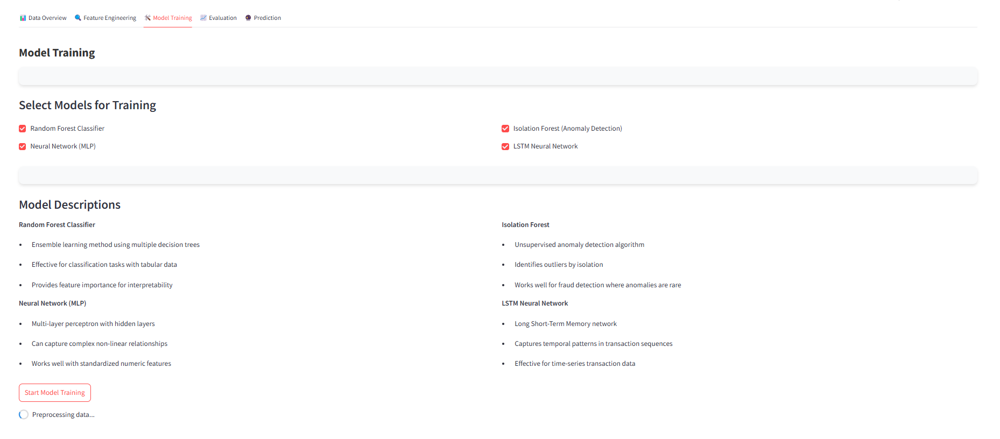 Data Overview
Feature Engineering
Model Training
Evaluation
Prediction
Model Training
Select Models for Training
Random Forest Classifier
Neural Network (MLP)
Isolation Forest (Anomaly Detection)
LSTM Neural Network
Model Descriptions
Random Forest Classifier
• Ensemble learning method using multiple decision trees
• Effective for classification tasks with tabular data
• Provides feature importance for interpretability
Neural Network (MLP)
• Multi-layer perceptron with hidden layers
• Can capture complex non-linear relationships
• Works well with standardized numeric features
Isolation Forest
• Unsupervised anomaly detection algorithm
• Identifies outliers by isolation
• Works well for fraud detection where anomalies are rare
LSTM Neural Network
• Long Short-Term Memory network
• Captures temporal patterns in transaction sequences
• Effective for time-series transaction data
Start Model Training
Preprocessing data...